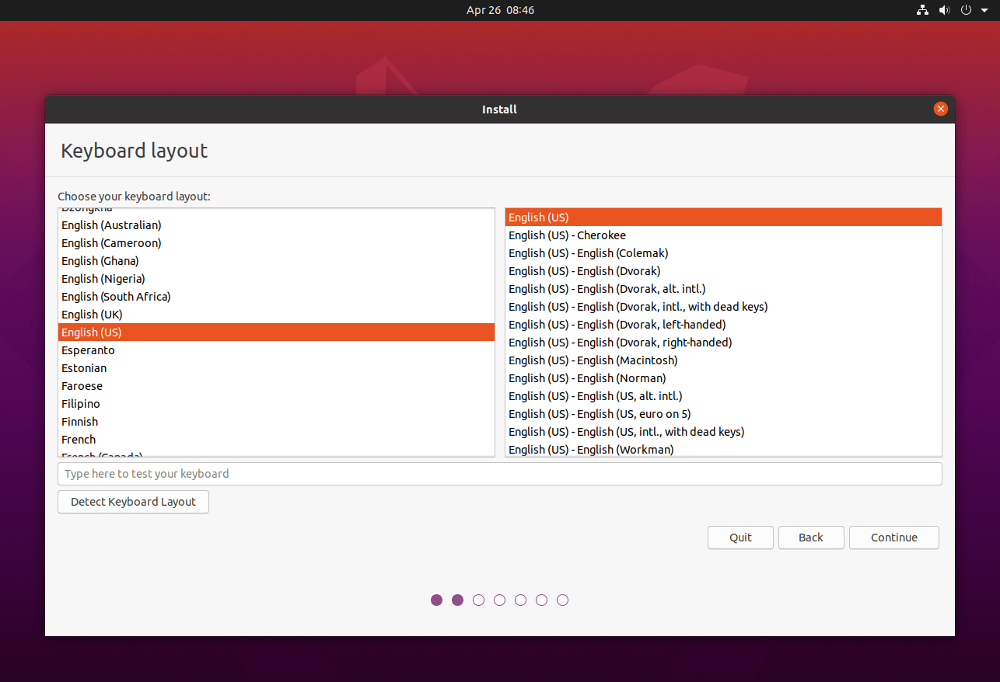 Apr 26 08:46
Install
Keyboard layout
Choose your keyboard layout:
Dzongkha
English (Australian)
English (Cameroon)
English (Ghana)
English (Nigeria)
English (South Africa)
English (UK)
English (US)
Esperanto
Estonian
Faroese
Filipino
Finnish
French
French (Canada)
English (US)
English (US) - Cherokee
English (US) - English (Colemak)
English (US) - English (Dvorak)
English (US) - English (Dvorak, alt. intl.)
English (US) - English (Dvorak, intl., with dead keys)
English (US) - English (Dvorak, left-handed)
English (US) - English (Dvorak, right-handed)
English (US) - English (Macintosh)
English (US) - English (Norman)
English (US) - English (US, alt. intl.)
English (US) - English (US, euro on 5)
English (US) - English (US, intl., with dead keys)
English (US) - English (Workman)
Type here to test your keyboard
Detect Keyboard Layout
Quit Back Continue